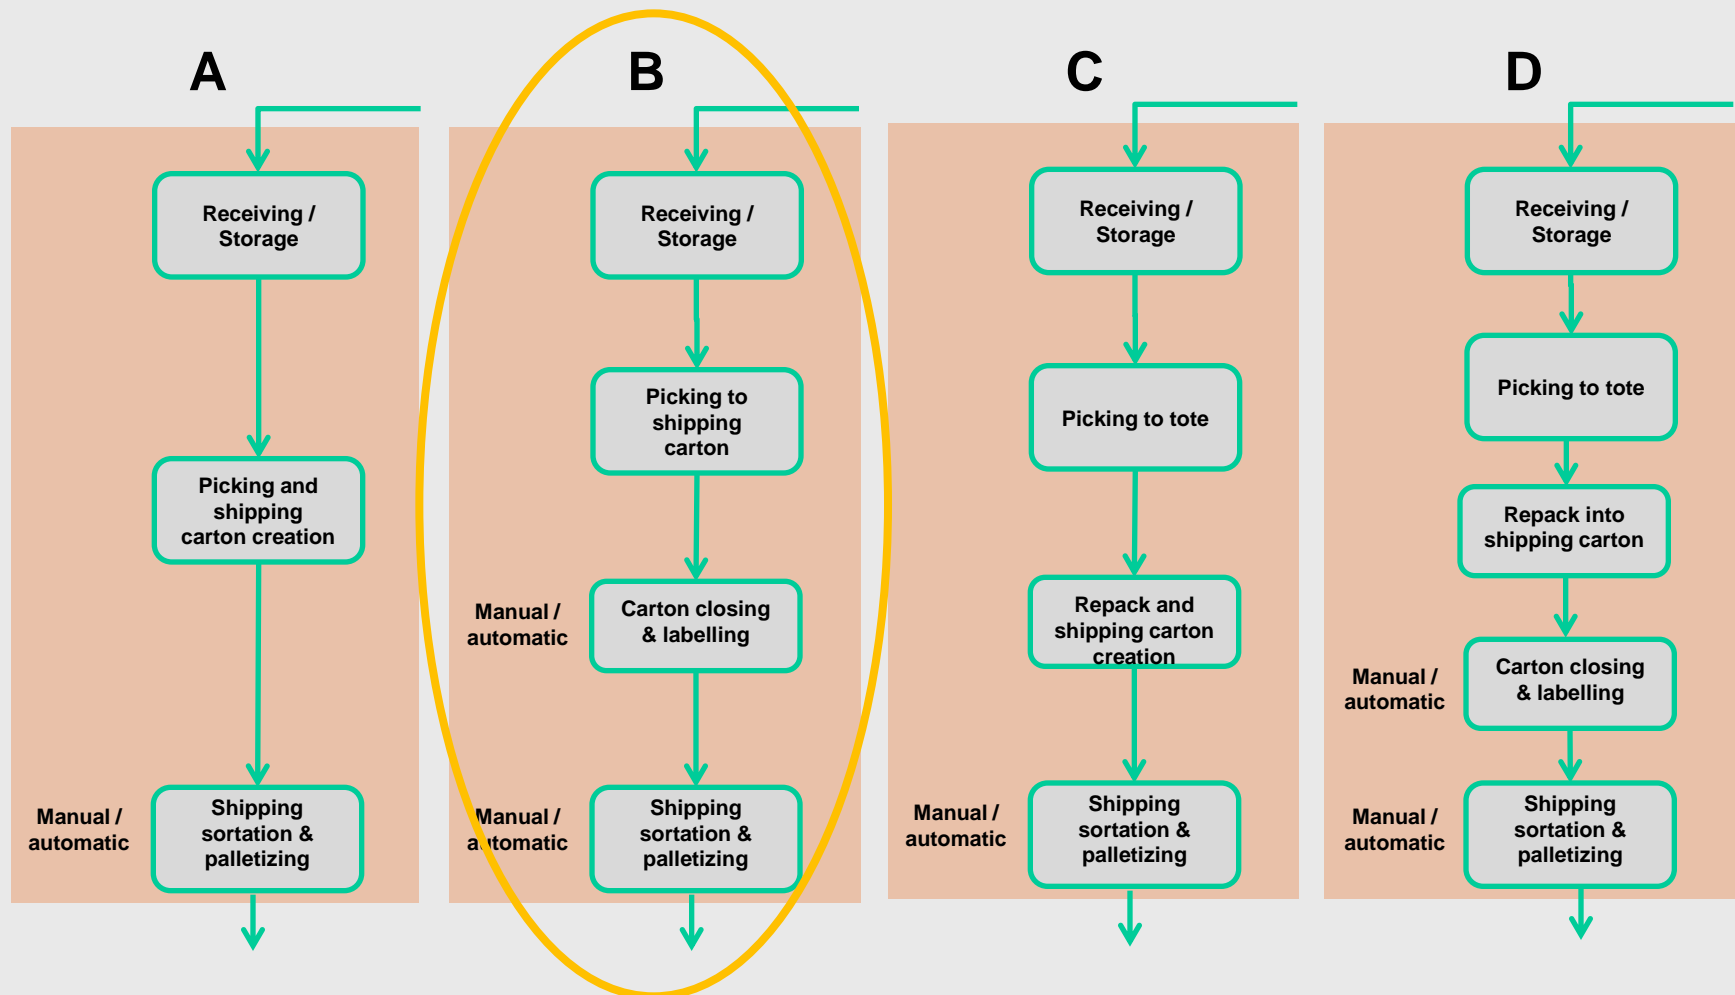 A
Receiving /
Storage
Picking and
shipping
carton creation
Manual /
automatic
Shipping
sortation &
palletizing
B
Receiving /
Storage
Picking to
shipping
carton
Manual /
automatic
Carton closing
& labelling
Manual /
automatic
Shipping
sortation &
palletizing
C
Receiving /
Storage
Picking to tote
Repack and
shipping carton
creation
Manual /
automatic
Shipping
sortation &
palletizing
D
Receiving /
Storage
Picking to tote
Repack into
shipping carton
Manual /
automatic
Carton closing
& labelling
Manual /
automatic
Shipping
sortation &
palletizing